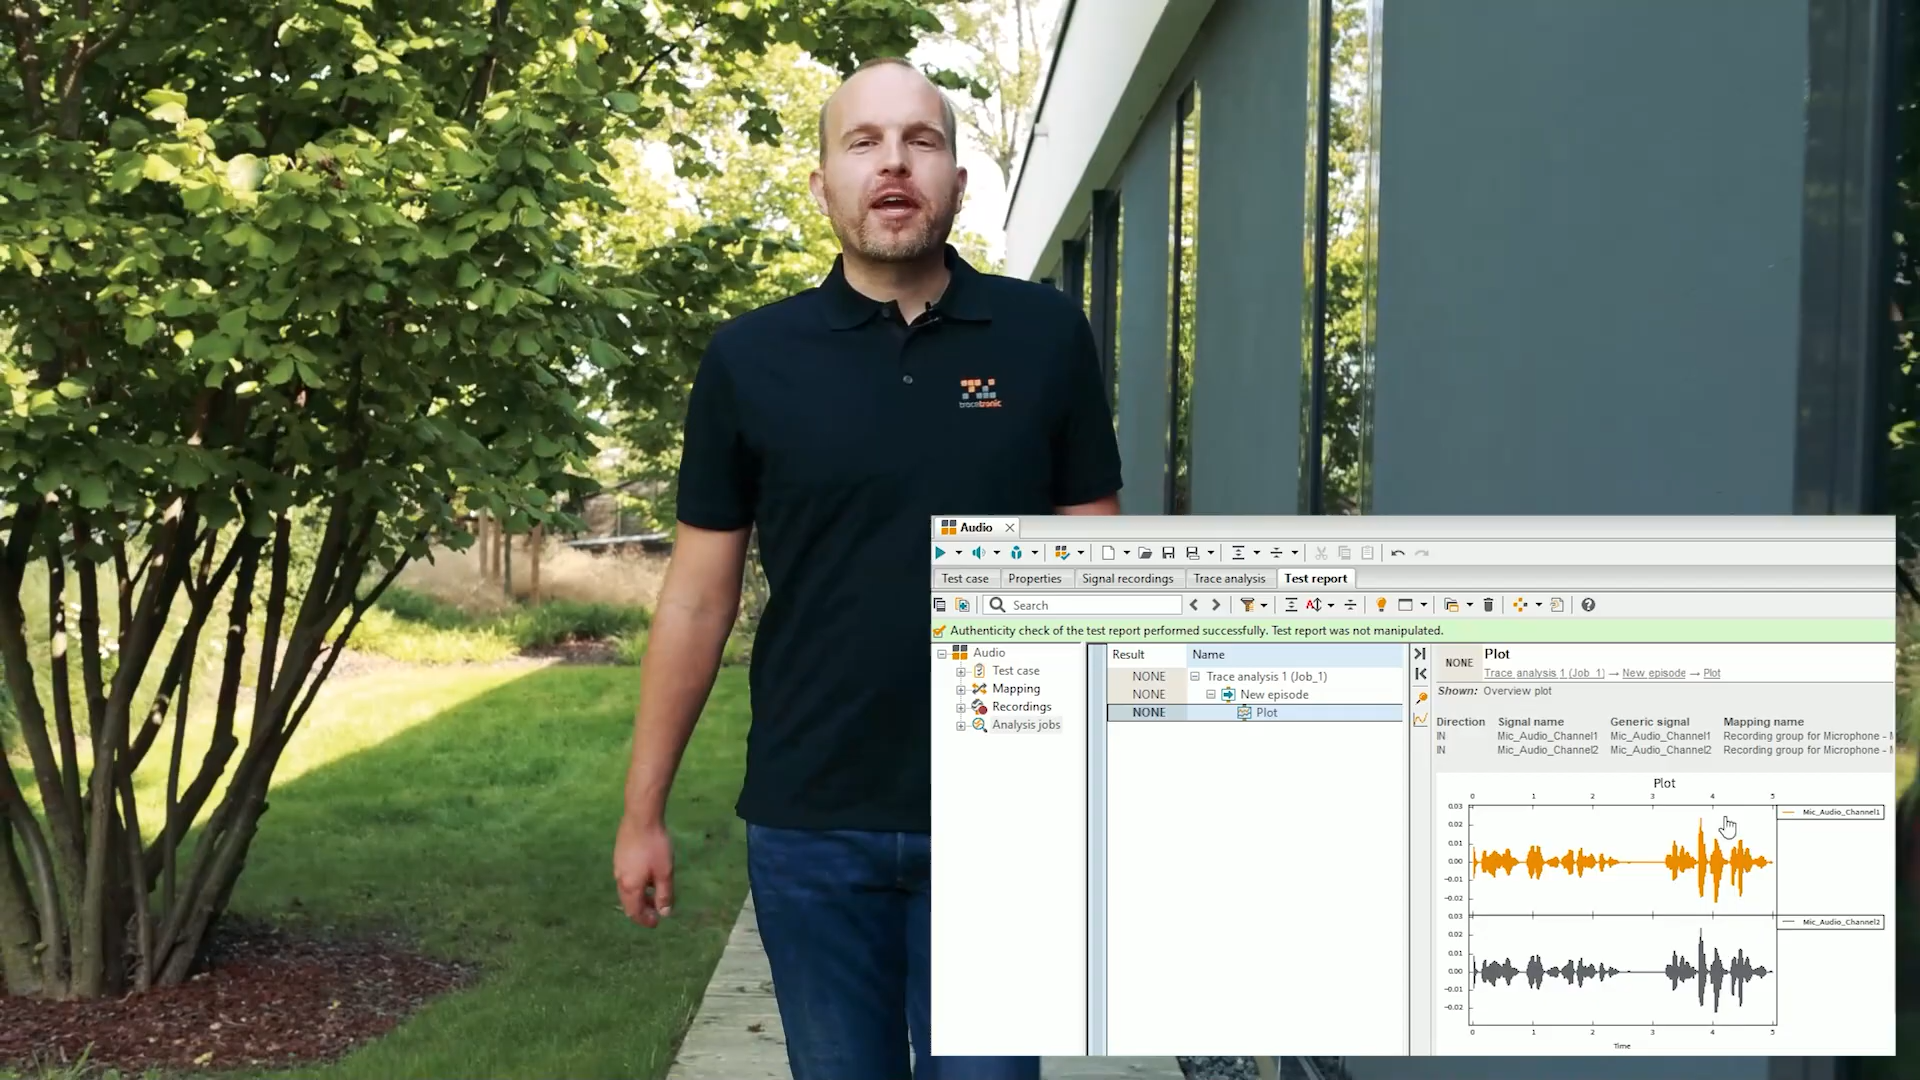 tracetronic
Audio
Test case Properties Signal recordings Trace analysis Test report
Search
Authenticity check of the test report performed successfully. Test report was not manipulated.
Audio
Test case
Mapping
Recordings
Analysis jobs
Result Name
NONE Trace analysis 1 (Job_1)
NONE New episode
NONE Plot
NONE Plot
Trace analysis 1 (Job_1) → New episode → Plot
Shown: Overview plot
Direction Signal name Generic signal Mapping name
IN Mic_Audio_Channel1 Mic_Audio_Channel1 Recording group for Microphone -
IN Mic_Audio_Channel2 Mic_Audio_Channel2 Recording group for Microphone -
Plot
0 1 2 3 4 5
0.03
0.02
0.01
0.00
−0.01
−0.02
Mic_Audio_Channel1
0.03
0.02
0.01
0.00
−0.01
−0.02
Mic_Audio_Channel2
0 1 2 3 4 5
Time